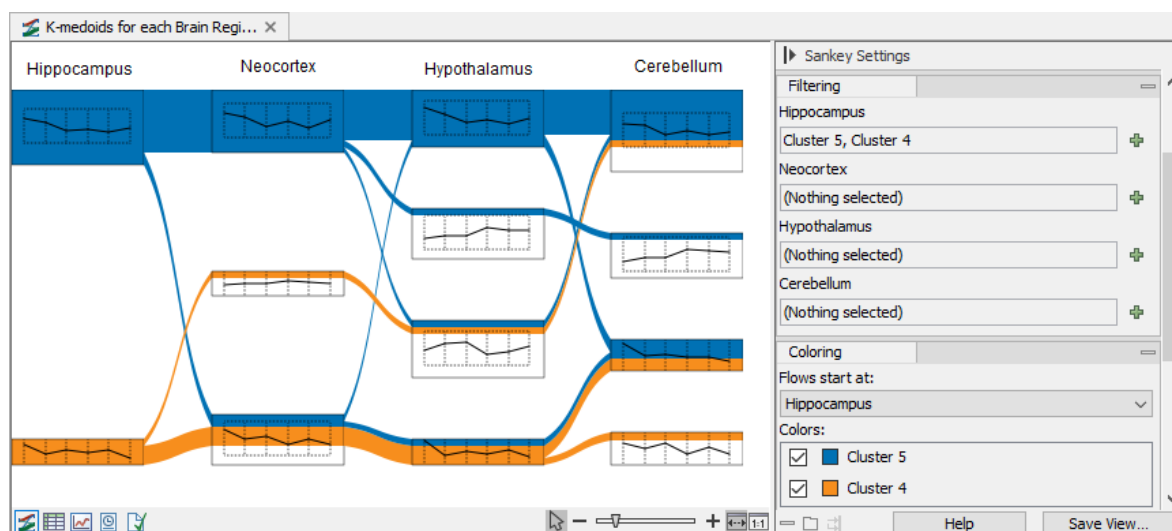 K-medoids for each Brain Regi...
Hippocampus
Neocortex
Hypothalamus
Cerebellum
Sankey Settings
Filtering
Hippocampus
Cluster 5, Cluster 4
Neocortex
(Nothing selected)
Hypothalamus
(Nothing selected)
Cerebellum
(Nothing selected)
Coloring
Flows start at:
Hippocampus
Colors:
Cluster 5
Cluster 4
1:1
Help
Save View...